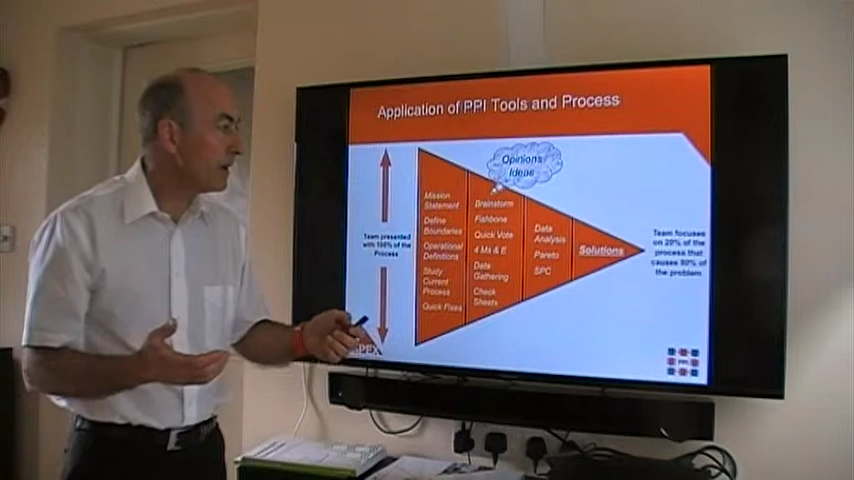 Application of PPI Tools and Process
Opinions
Ideas
Team presented
with 100% of the
Process
Mission
Statement
Define
Boundaries
Operational
Definitions
Study
Current
Process
Quick Fixes
Brainstorm
Fishbone
Quick Vote
4 Ms & E
Data
Gathering
Check
Sheets
Data
Analysis
Pareto
SPC
Solutions
Team focuses
on 20% of the
process that
causes 80% of
the problem
PPI